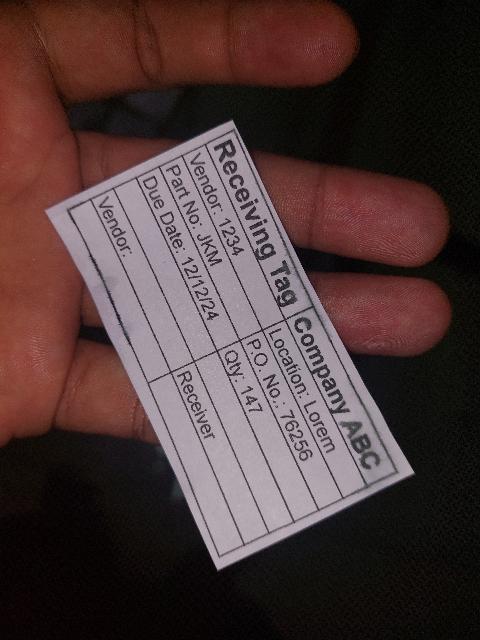 Receiving Tag Company ABC
Vendor: 1234 Location: Lorem
Part No: JKM P.O. No.: 76256
Due Date: 12/12/24 Qty: 147
Vendor: Receiver